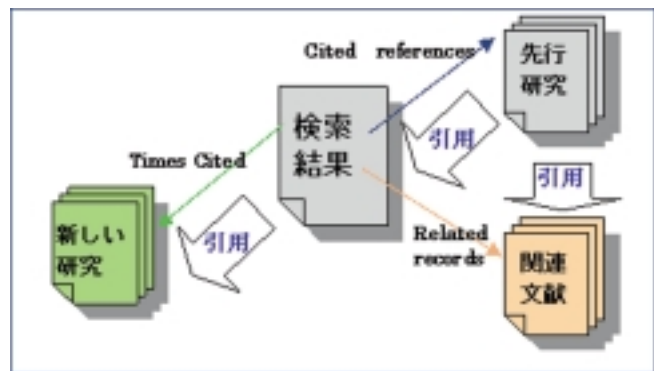 Cited references
先行
研究
検索
結果
引用
Times Cited
引用
新しい
研究
引用
Related
records
関連
文献